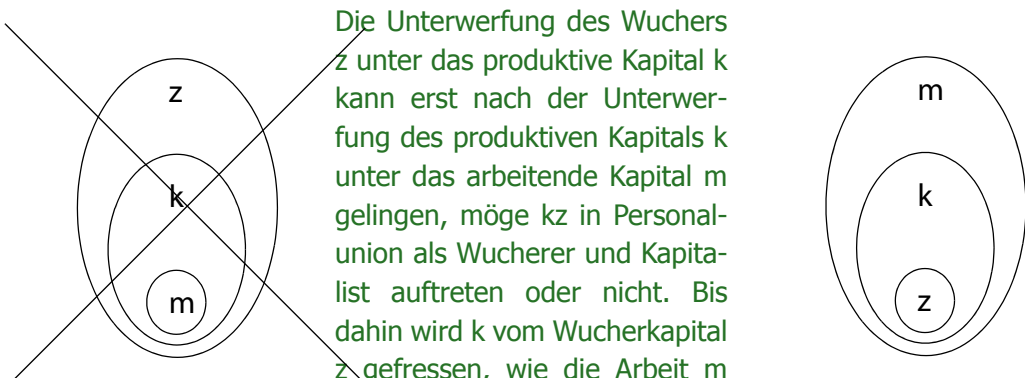 z
k
m
Die Unterwerfung des Wuchers
z unter das produktive Kapital k
kann erst nach der Unterwer-
fung des produktiven Kapitals k
unter das arbeitende Kapital m
gelingen, möge kz in Personal-
union als Wucherer und Kapita-
list auftreten oder nicht. Bis
dahin wird k vom Wucherkapital
z gefressen, wie die Arbeit m
m
k
z